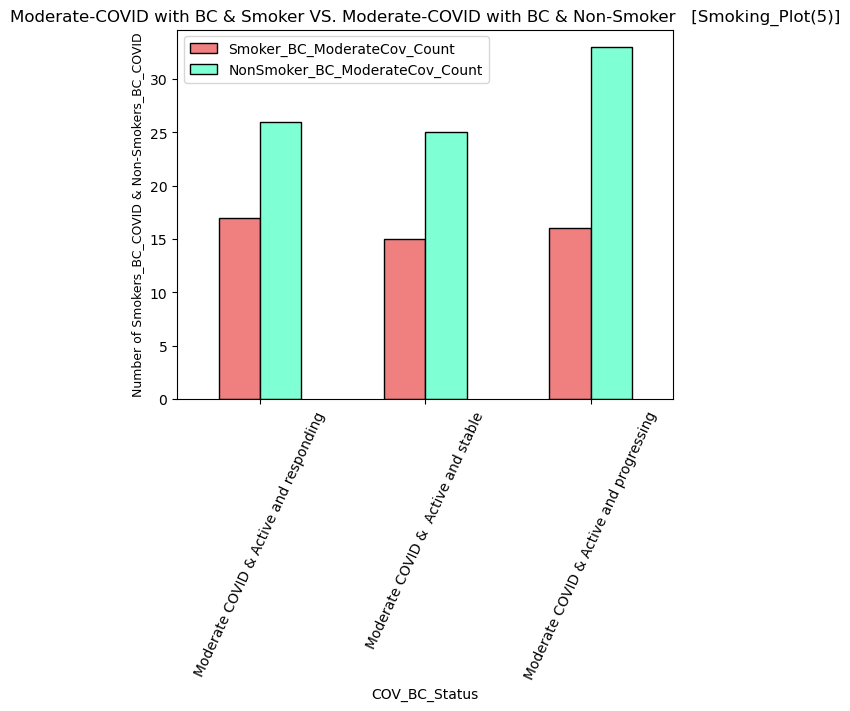 Moderate-COVID with BC & Smoker VS. Moderate-COVID with BC & Non-Smoker   [Smoking_Plot(5)]
Smoker_BC_ModerateCov_Count
NonSmoker_BC_ModerateCov_Count
Number of Smokers_BC_COVID & Non-Smokers_BC_COVID
30
25
20
15
10
5
0
Moderate COVID & Active and responding
Moderate COVID &  Active and stable
Moderate COVID & Active and progressing
COV_BC_Status